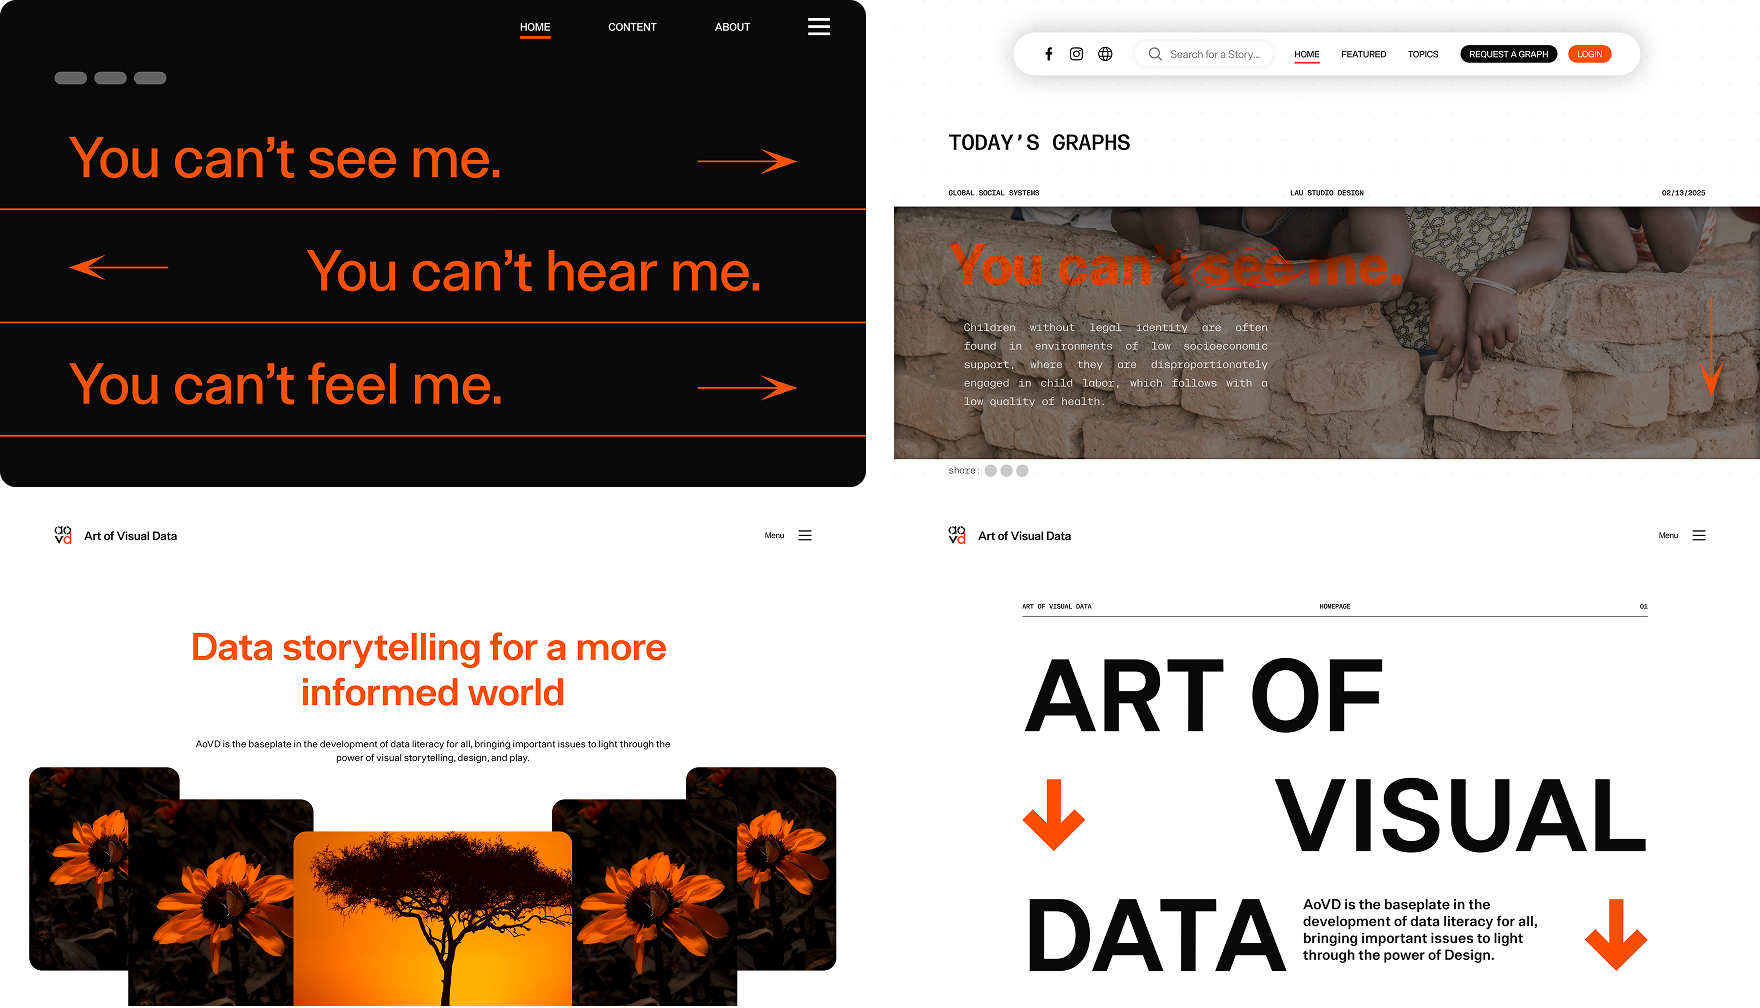 HOME CONTENT ABOUT
You can’t see me.
You can’t hear me.
You can’t feel me.
Search for a Story... HOME FEATURED TOPICS REQUEST A GRAPH LOGIN
TODAY’S GRAPHS
GLOBAL SOCIAL SYSTEMS LAU STUDIO DESIGN 02/13/2025
You can’t see me.
Children without legal identity are often
found in environments of low socioeconomic
support, where they are disproportionately
engaged in child labor, which follows with a
low quality of health.
share:
ao
vd
Art of Visual Data Menu
Data storytelling for a more
informed world
AoVD is the baseplate in the development of data literacy for all, bringing important issues to light through the
power of visual storytelling, design, and play.
ao
vd
Art of Visual Data Menu
ART OF VISUAL DATA HOMEPAGE 01
ART OF
VISUAL
DATA
AoVD is the baseplate in the
development of data literacy for all,
bringing important issues to light
through the power of Design.